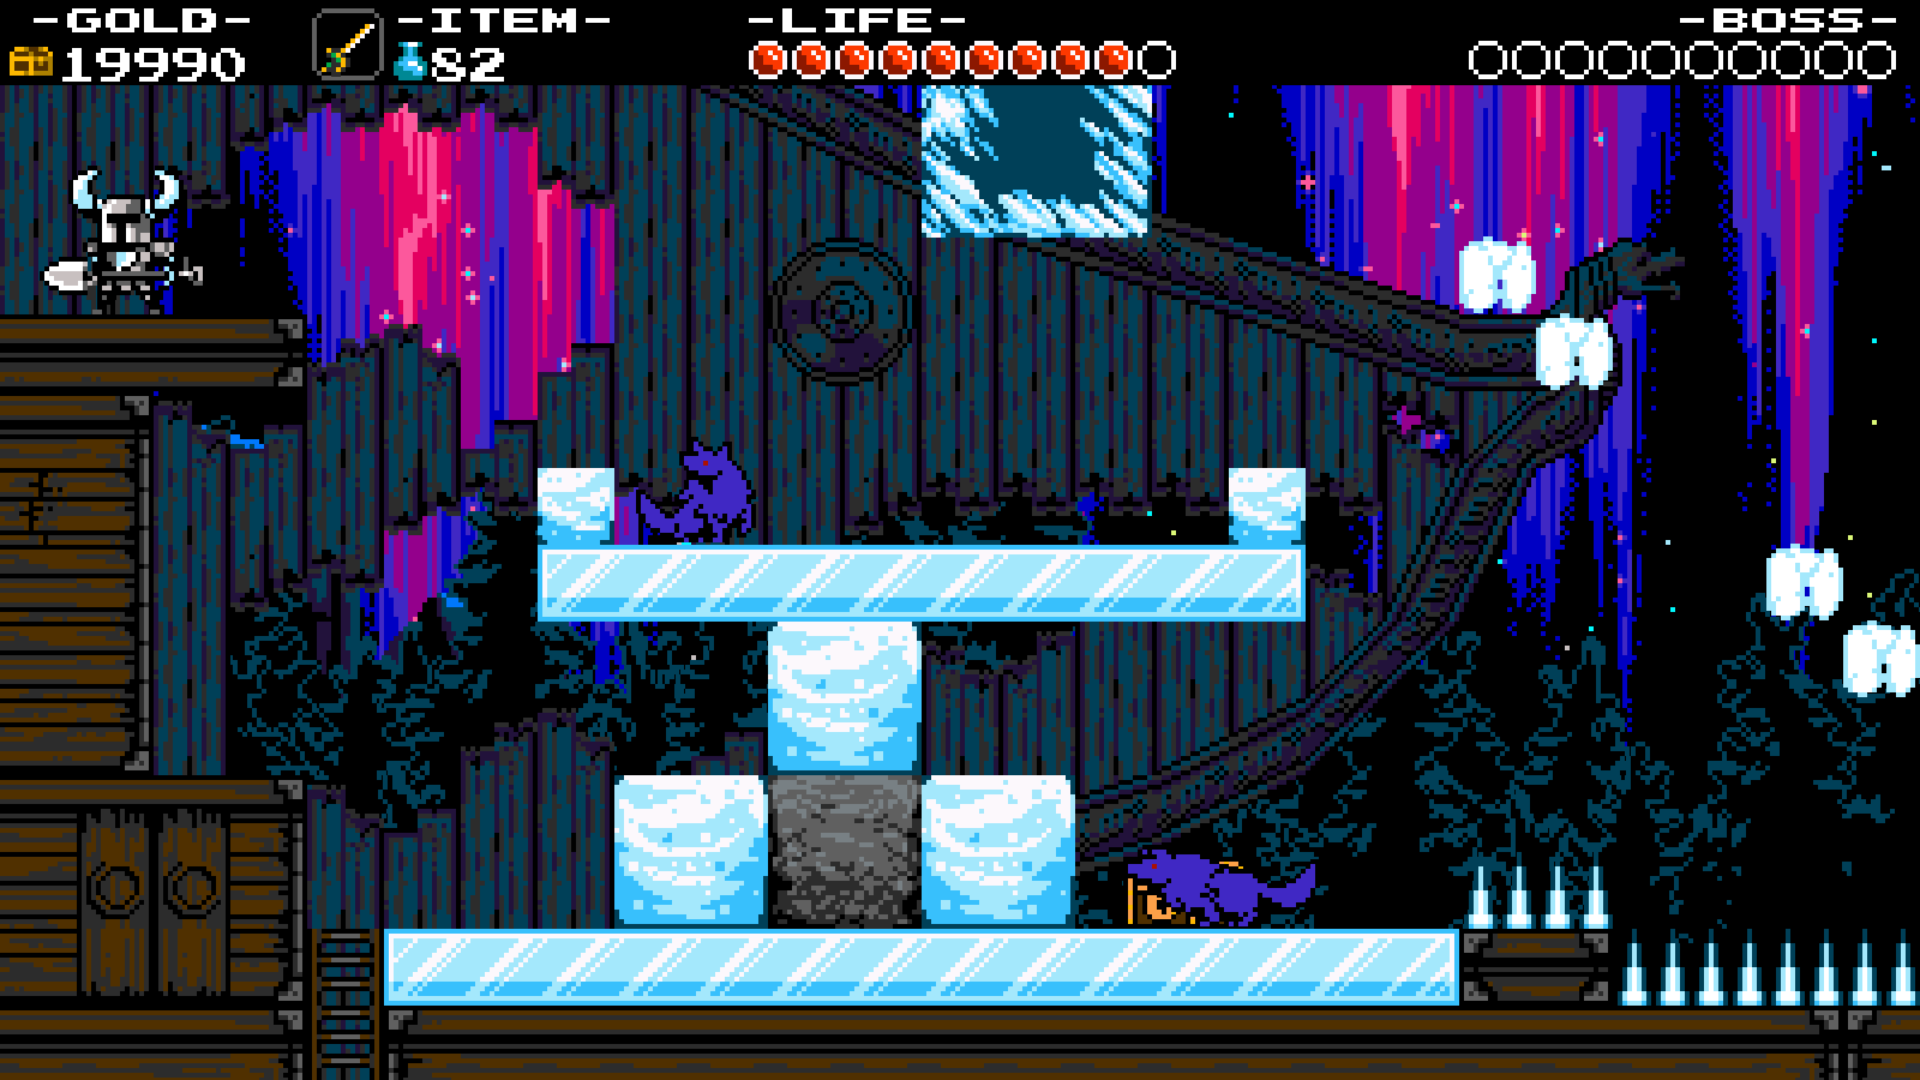 -GOLD-
19990
-ITEM-
82
-LIFE-
-BOSS-